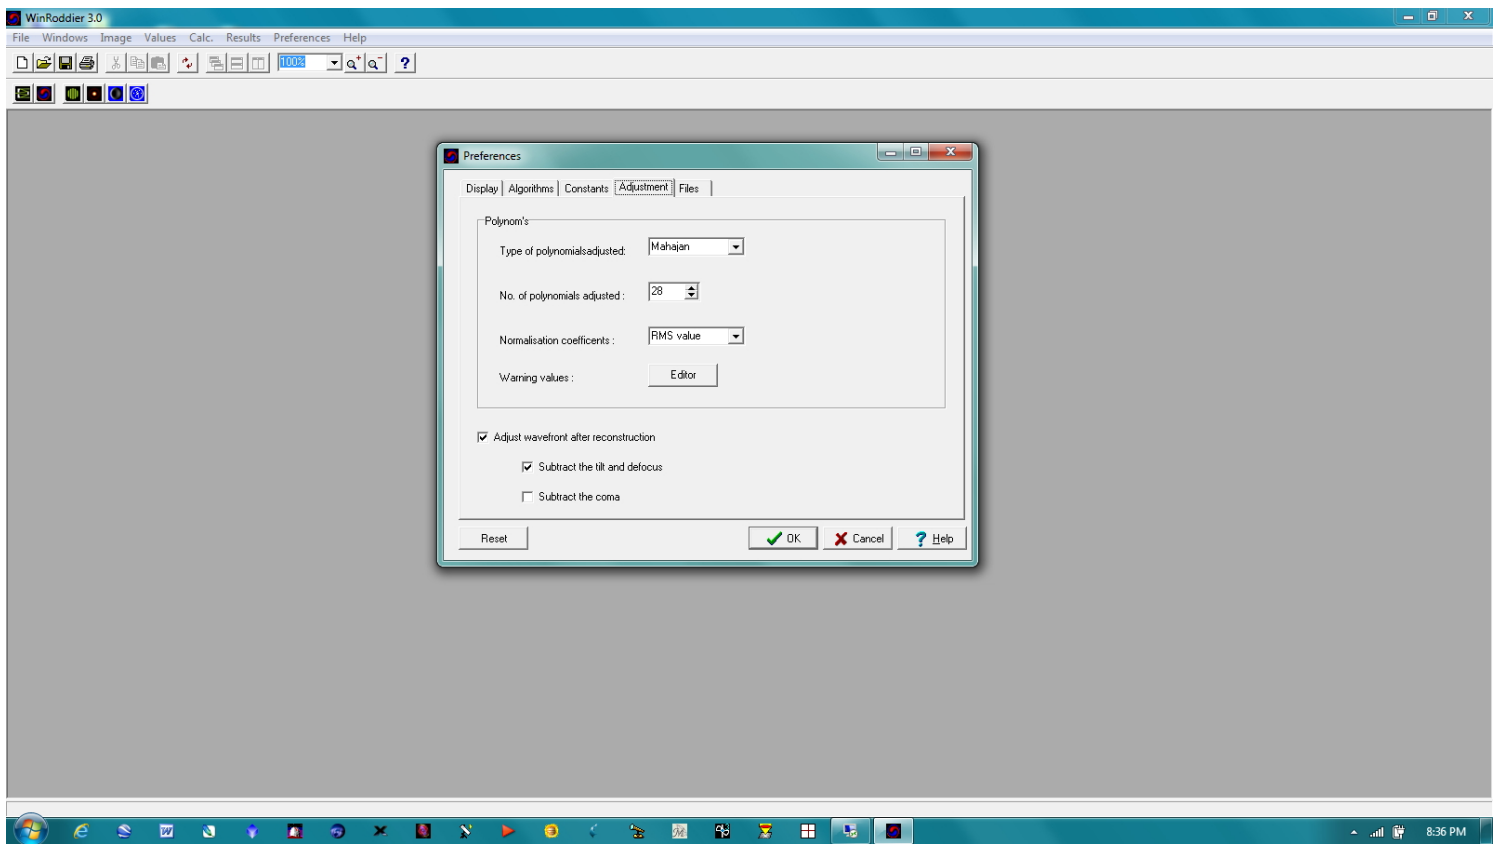 WinRoddier 3.0
File Windows Image Values Calc. Results Preferences Help
100%
Preferences
Display Algorithms Constants Adjustment Files
Polynom's
Type of polynomialsadjusted: Mahajan
No. of polynomials adjusted : 28
Normalisation coefficents : RMS value
Warning values : Editor
Adjust wavefront after reconstruction
Subtract the tilt and defocus
Subtract the coma
Reset OK Cancel Help
8:36 PM